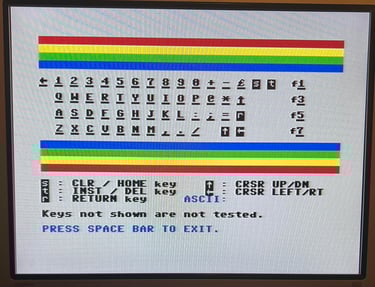 ← 1 2 3 4 5 6 7 8 9 0 + - £ s t f1
Q W E R T Y U I O P @ * ↑ f3
A S D F G H J K L : ; = r f5
Z X C V B N M , . / ↑ ← f7
s : CLR / HOME key ↑ : CRSR UP/DN
t : INST / DEL key ← : CRSR LEFT/RT
r : RETURN key ASCII:
Keys not shown are not tested.
PRESS SPACE BAR TO EXIT.